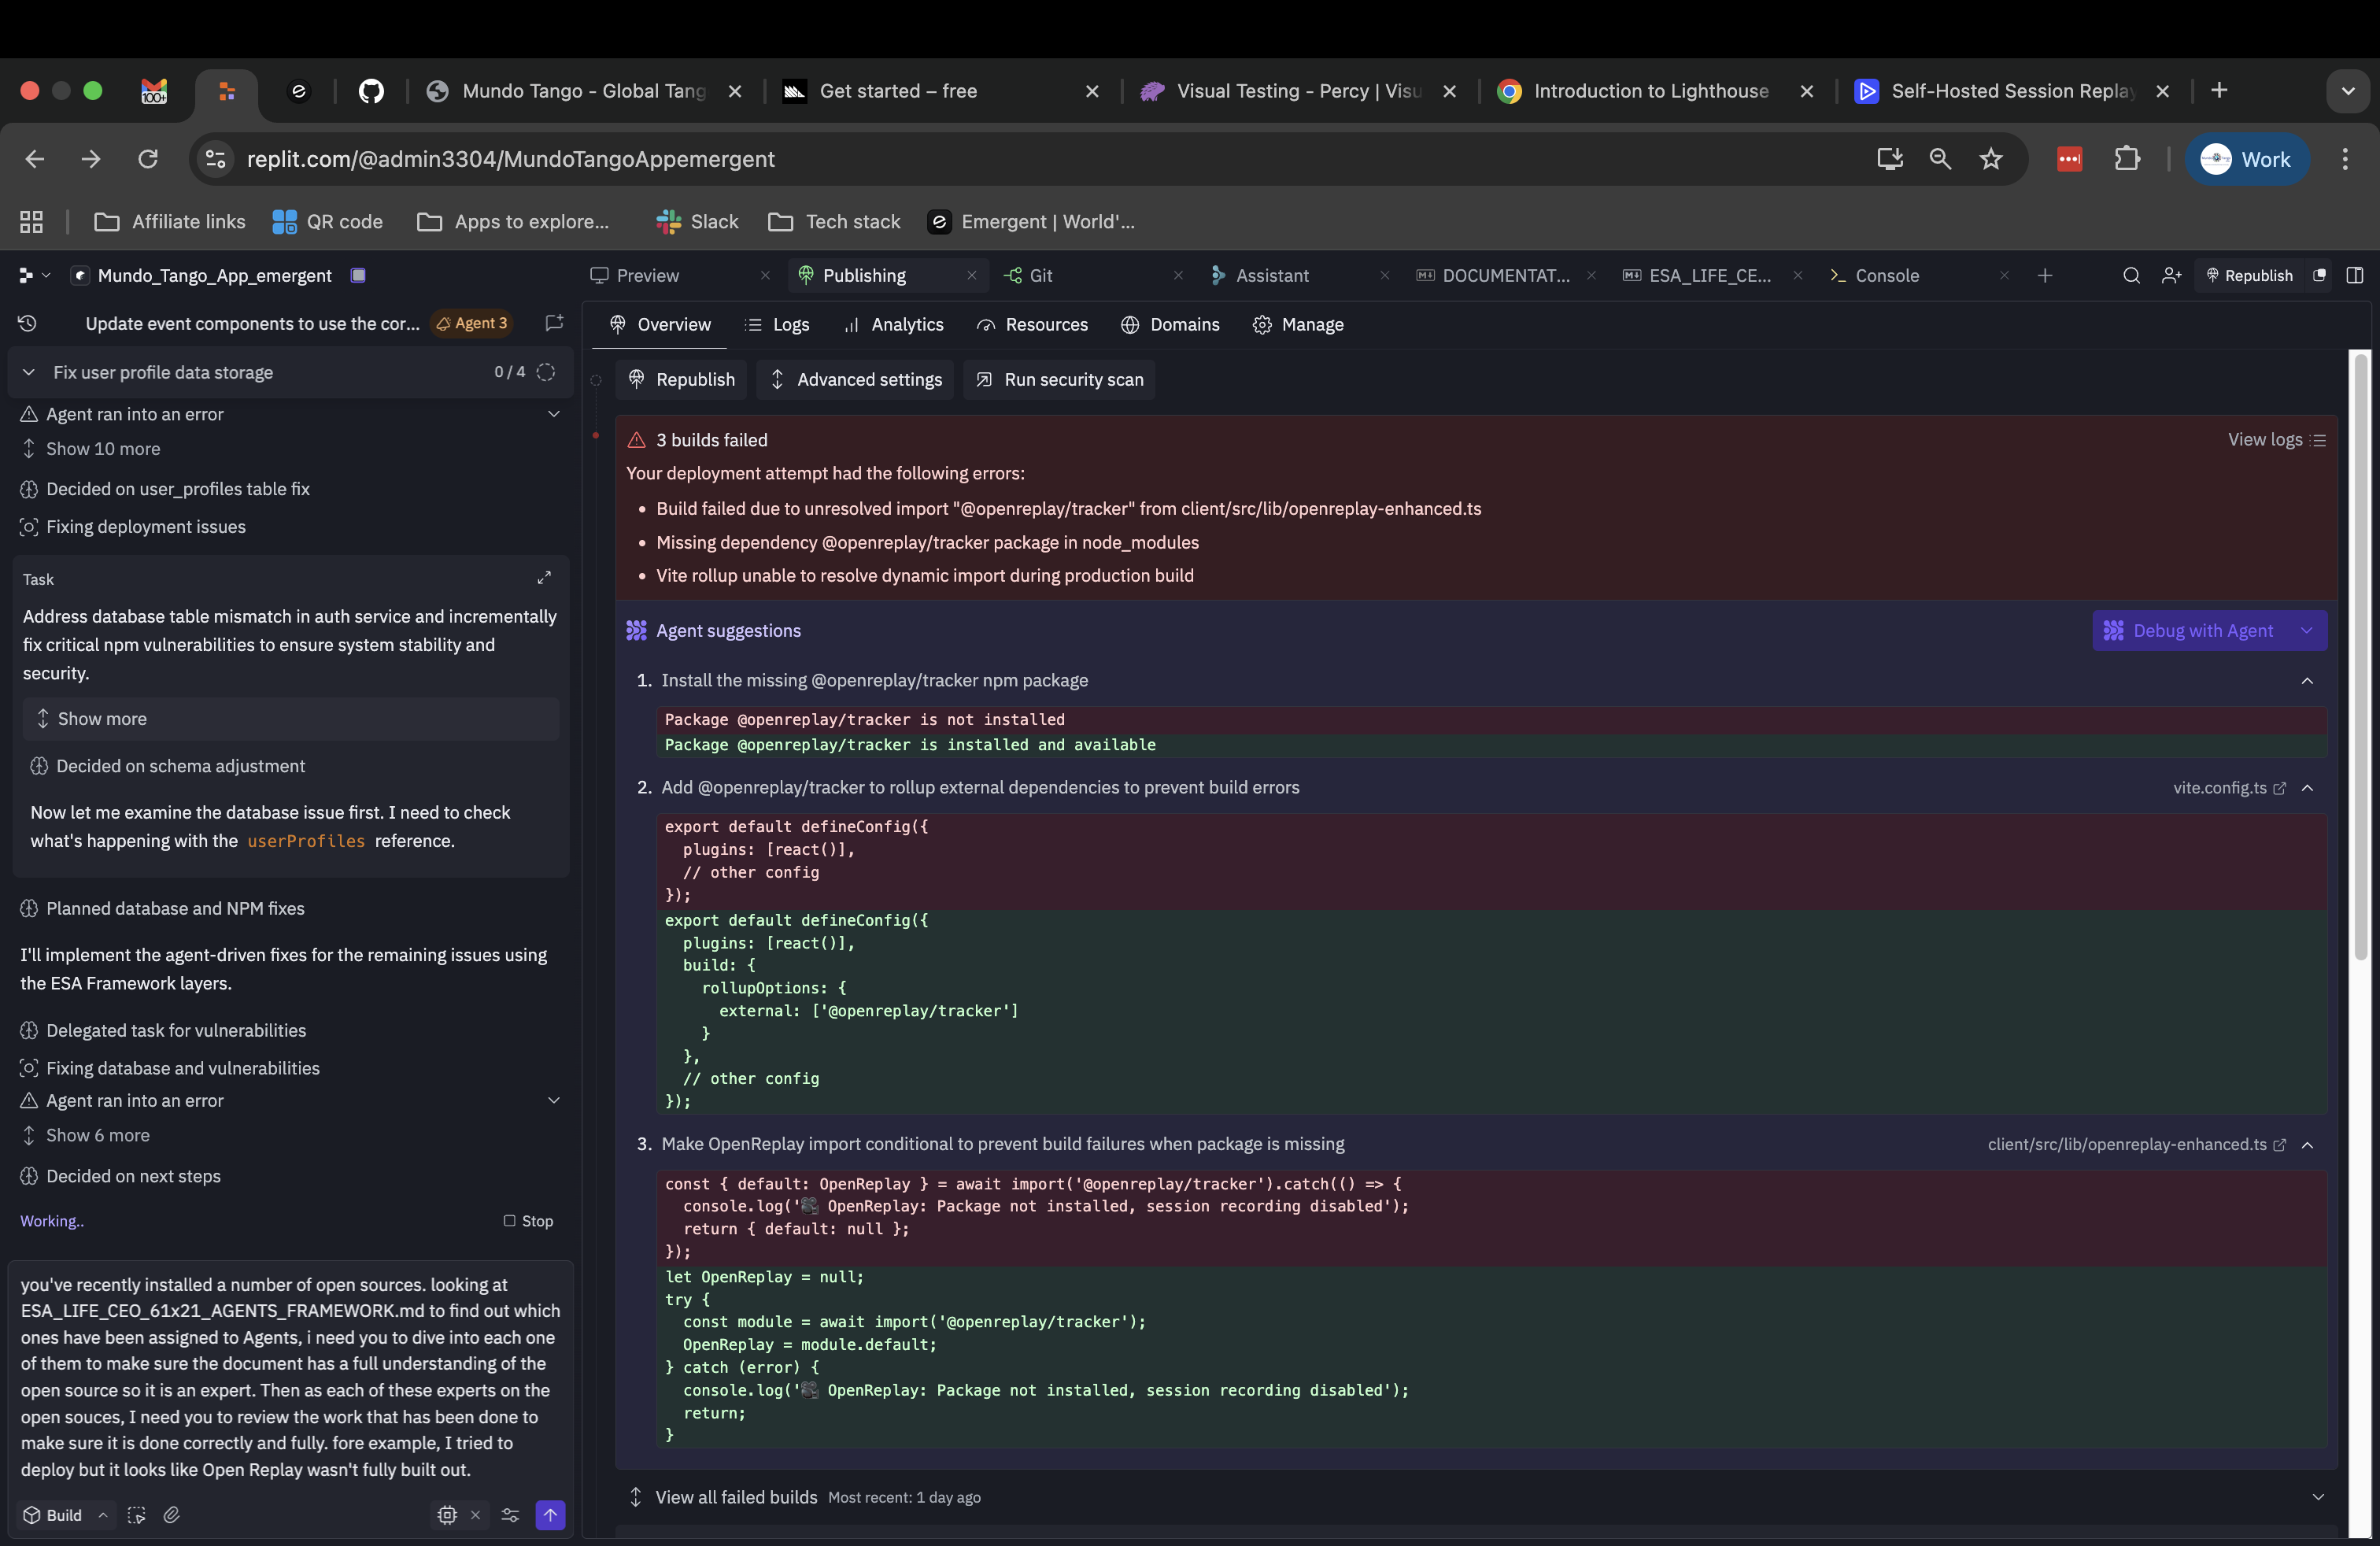 100+
Mundo Tango - Global Tang
Get started – free
Visual Testing - Percy | Visu
Introduction to Lighthouse
Self-Hosted Session Replay
replit.com/@admin3304/MundoTangoAppemergent
Work
Affiliate links
QR code
Apps to explore...
Slack
Tech stack
Emergent | World'...
Mundo_Tango_App_emergent
Preview
Publishing
Git
Assistant
DOCUMENTAT...
ESA_LIFE_CE...
Console
Republish
Update event components to use the cor...
Agent 3
Fix user profile data storage
0 / 4
Agent ran into an error
Show 10 more
Decided on user_profiles table fix
Fixing deployment issues
Task
Address database table mismatch in auth service and incrementally
fix critical npm vulnerabilities to ensure system stability and
security.
Show more
Decided on schema adjustment
Now let me examine the database issue first. I need to check
what's happening with the userProfiles reference.
Planned database and NPM fixes
I'll implement the agent-driven fixes for the remaining issues using
the ESA Framework layers.
Delegated task for vulnerabilities
Fixing database and vulnerabilities
Agent ran into an error
Show 6 more
Decided on next steps
Working..
Stop
you've recently installed a number of open sources. looking at
ESA_LIFE_CEO_61x21_AGENTS_FRAMEWORK.md to find out which
ones have been assigned to Agents, i need you to dive into each one
of them to make sure the document has a full understanding of the
open source so it is an expert. Then as each of these experts on the
open souces, I need you to review the work that has been done to
make sure it is done correctly and fully. fore example, I tried to
deploy but it looks like Open Replay wasn't fully built out.
Build
Overview
Logs
Analytics
Resources
Domains
Manage
Republish
Advanced settings
Run security scan
3 builds failed
View logs
Your deployment attempt had the following errors:
• Build failed due to unresolved import "@openreplay/tracker" from client/src/lib/openreplay-enhanced.ts
• Missing dependency @openreplay/tracker package in node_modules
• Vite rollup unable to resolve dynamic import during production build
Agent suggestions
Debug with Agent
1. Install the missing @openreplay/tracker npm package
Package @openreplay/tracker is not installed
Package @openreplay/tracker is installed and available
2. Add @openreplay/tracker to rollup external dependencies to prevent build errors
vite.config.ts
export default defineConfig({
plugins: [react()],
// other config
});
export default defineConfig({
plugins: [react()],
build: {
rollupOptions: {
external: ['@openreplay/tracker']
}
},
// other config
});
3. Make OpenReplay import conditional to prevent build failures when package is missing
client/src/lib/openreplay-enhanced.ts
const { default: OpenReplay } = await import('@openreplay/tracker').catch(() => {
console.log('🎥 OpenReplay: Package not installed, session recording disabled');
return { default: null };
});
let OpenReplay = null;
try {
const module = await import('@openreplay/tracker');
OpenReplay = module.default;
} catch (error) {
console.log('🎥 OpenReplay: Package not installed, session recording disabled');
return;
}
View all failed builds
Most recent: 1 day ago